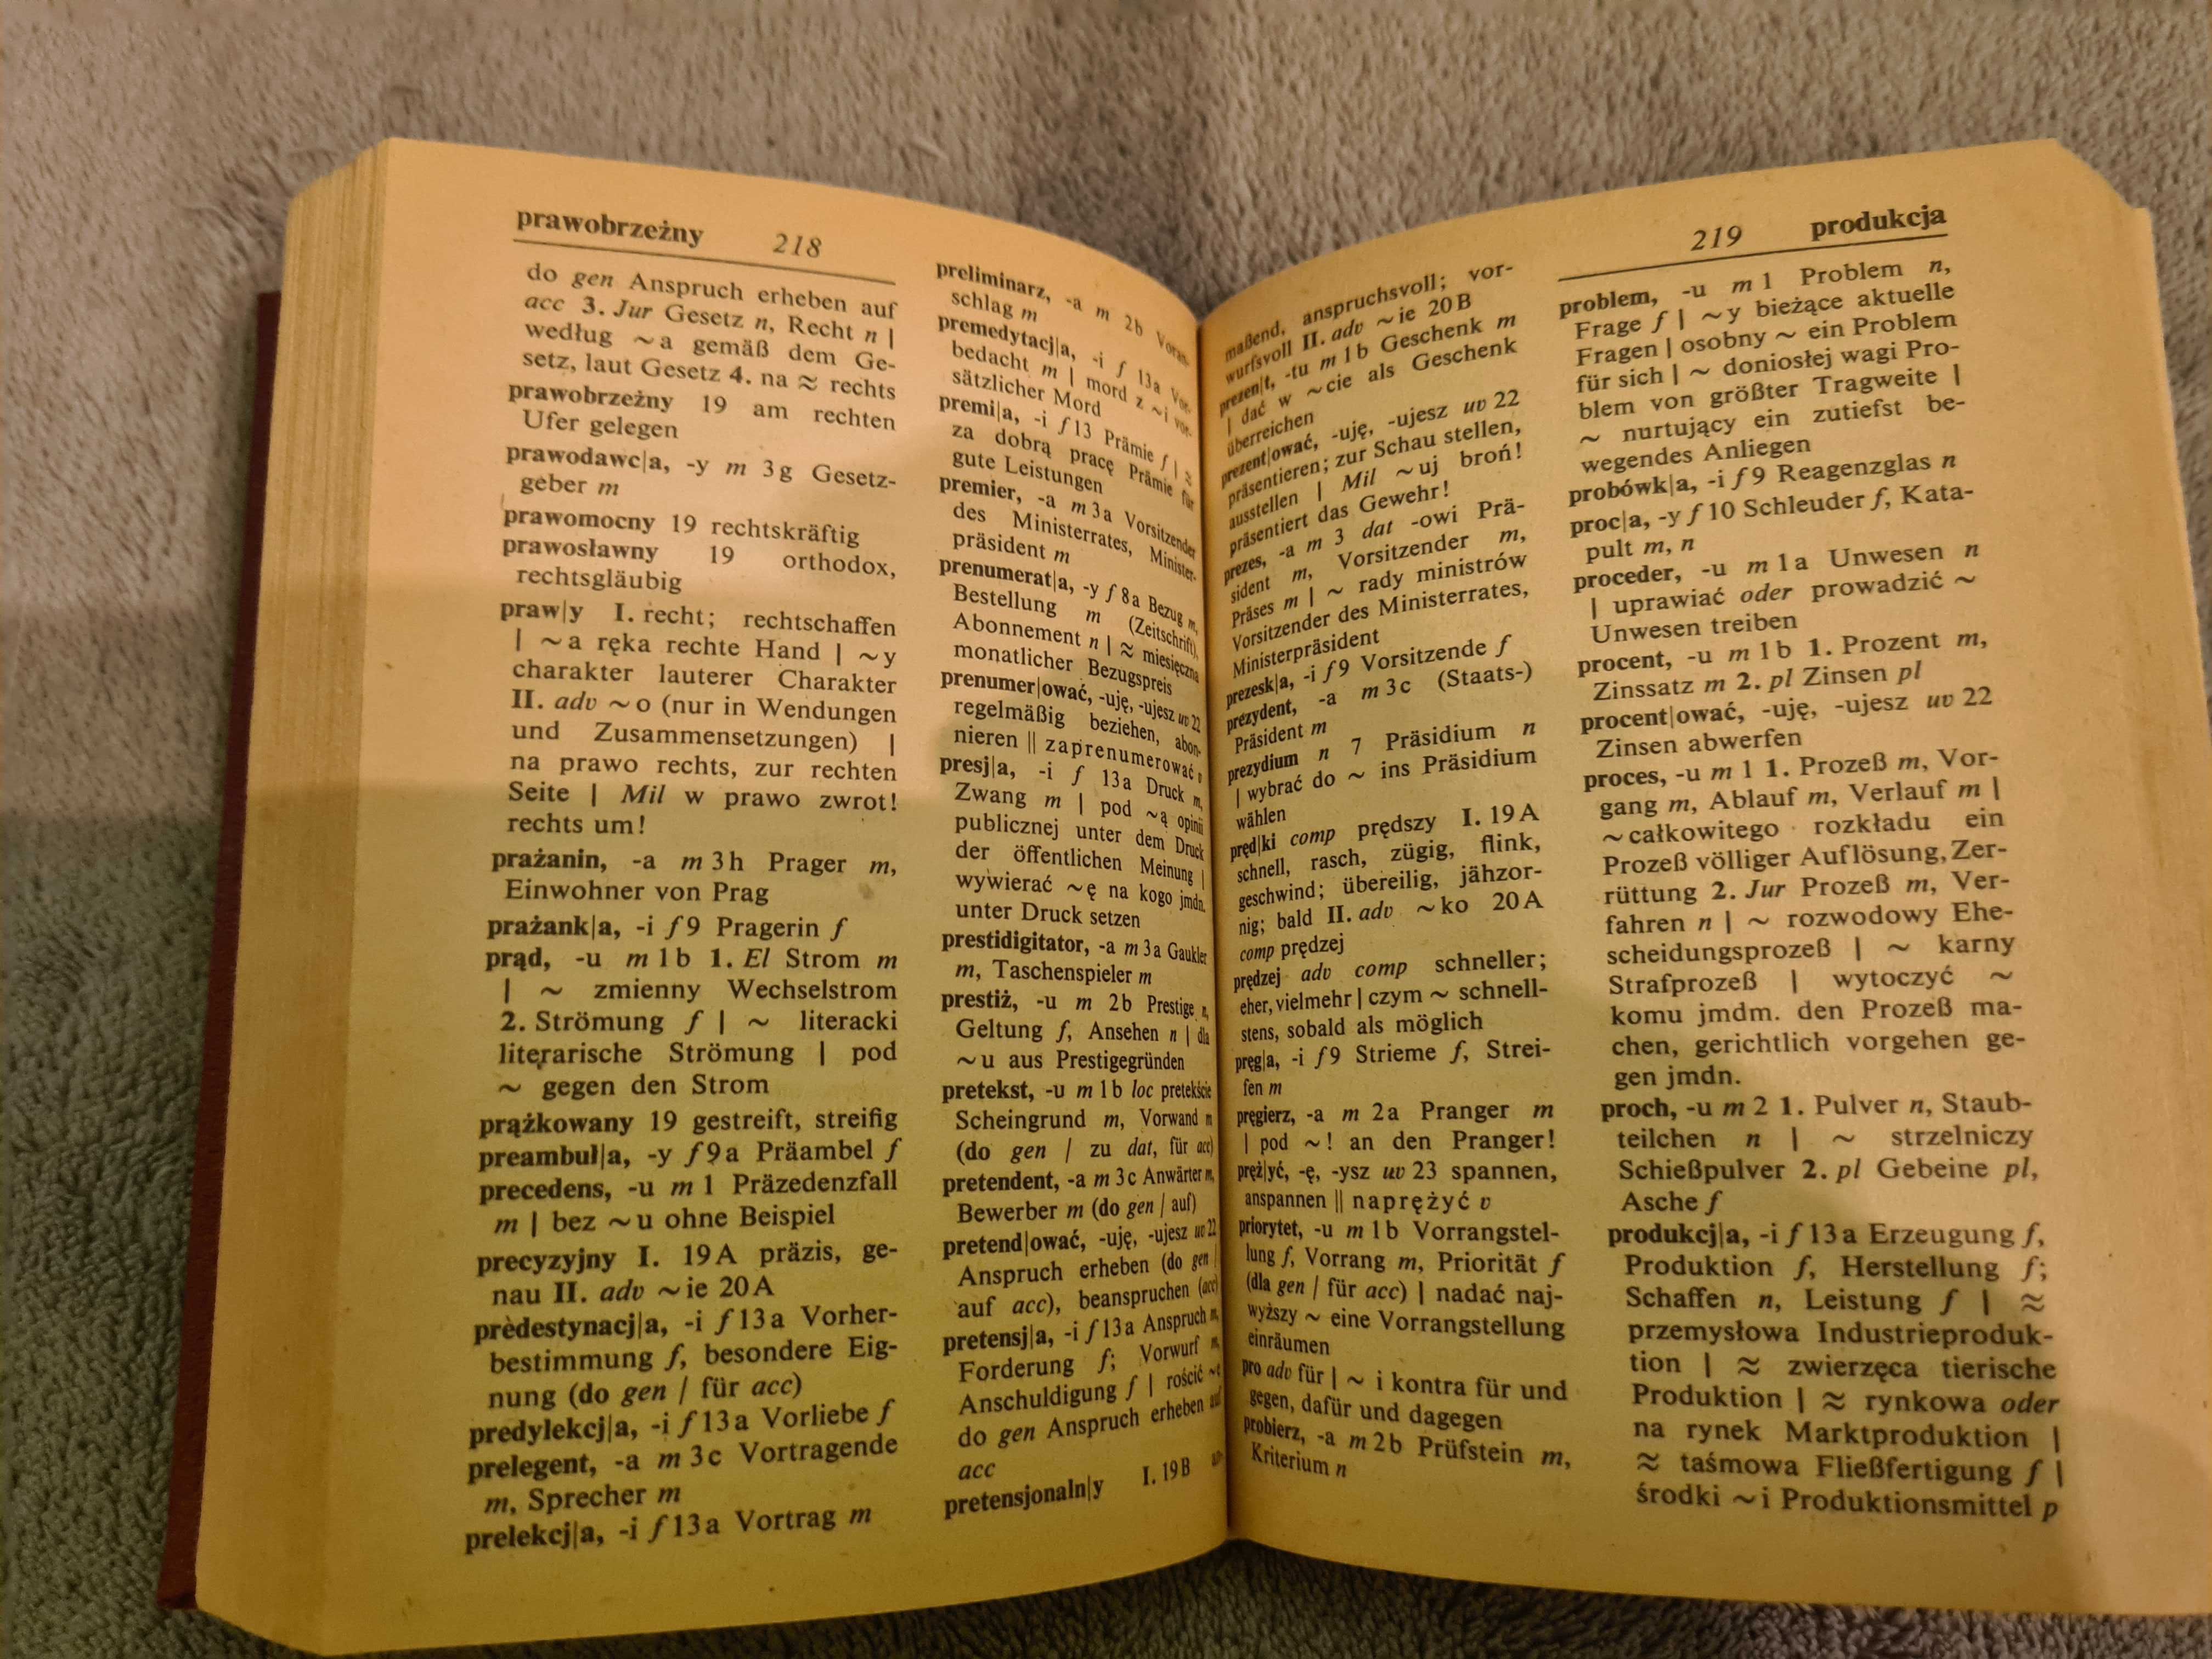 prawobrzeżny 218
do gen Anspruch erheben auf
acc 3. Jur Gesetz n, Recht n |
według ~a gemäß dem Ge-
setz, laut Gesetz 4. na ≈ rechts
prawobrzeżny 19 am rechten
Ufer gelegen
prawodawc|a, -y m 3g Gesetz-
geber m
prawomocny 19 rechtskräftig
prawosławny 19 orthodox,
rechtsgläubig
praw|y I. recht; rechtschaffen
| ~a ręka rechte Hand | ~y
charakter lauterer Charakter
II. adv ~o (nur in Wendungen
und Zusammensetzungen) |
na prawo rechts, zur rechten
Seite | Mil w prawo zwrot!
rechts um!
prażanin, -a m 3h Prager m,
Einwohner von Prag
prażank|a, -i f 9 Pragerin f
prąd, -u m 1b 1. El Strom m
| ~ zmienny Wechselstrom
2. Strömung f | ~ literacki
literarische Strömung | pod
~ gegen den Strom
prążkowany 19 gestreift, streifig
preambuł|a, -y f 9a Präambel f
precedens, -u m 1 Präzedenzfall
m | bez ~u ohne Beispiel
precyzyjny I. 19A präzis, ge-
nau II. adv ~ie 20A
predestynacj|a, -i f 13a Vorher-
bestimmung f, besondere Eig-
nung (do gen / für acc)
predylekcj|a, -i f 13a Vorliebe f
prelegent, -a m 3c Vortragende
m, Sprecher m
prelekcj|a, -i f 13a Vortrag m
preliminarz, -a m 2b Voran-
schlag m
premedytacj|a, -i f 13a Vor-
bedacht m | mord z ~i vor-
sätzlicher Mord
premi|a, -i f 13 Prämie f | ≈
za dobrą pracę Prämie für
gute Leistungen
premier, -a m 3a Vorsitzender
des Ministerrates, Minister-
präsident m
prenumerat|a, -y f 8a Bezug m,
Bestellung m (Zeitschrift),
Abonnement n | ≈ miesięczna
monatlicher Bezugspreis
prenumer|ować, -uję, -ujesz uv 22
regelmäßig beziehen, abon-
nieren || zaprenumerować v
presj|a, -i f 13a Druck m,
Zwang m | pod ~ą opinii
publicznej unter dem Druck
der öffentlichen Meinung |
wywierać ~ę na kogo jmdn.
unter Druck setzen
prestidigitator, -a m 3a Gaukler
m, Taschenspieler m
prestiż, -u m 2b Prestige n,
Geltung f, Ansehen n | dla
~u aus Prestigegründen
pretekst, -u m 1b loc pretekście
Scheingrund m, Vorwand m
(do gen / zu dat, für acc)
pretendent, -a m 3c Anwärter m,
Bewerber m (do gen / auf)
pretend|ować, -uję, -ujesz uv 22
Anspruch erheben (do gen /
auf acc), beanspruchen (acc)
pretensj|a, -i f 13a Anspruch m,
Forderung f; Vorwurf m,
Anschuldigung f | rościć
do gen Anspruch erheben auf
acc
pretensjonaln|y I. 19B
219 produkcja
maßend, anspruchsvoll; vor-
wurfsvoll II. adv ~ie 20B
prezen|t, -tu m 1b Geschenk m
| dać w ~cie als Geschenk
überreichen
prezent|ować, -uję, -ujesz uv 22
präsentieren; zur Schau stellen,
ausstellen | Mil ~uj broń!
präsentiert das Gewehr!
prezes, -a m 3 dat -owi Prä-
sident m, Vorsitzender m,
Präses m | ~ rady ministrów
Vorsitzender des Ministerrates,
Ministerpräsident
prezesk|a, -i f 9 Vorsitzende f
prezydent, -a m 3c (Staats-)
Präsident m
prezydium n 7 Präsidium n
| wybrać do ~ ins Präsidium
wählen
pręd|ki comp prędszy I. 19A
schnell, rasch, zügig, flink,
geschwind; übereilig, jähzor-
nig; bald II. adv ~ko 20A
comp prędzej
prędzej adv comp schneller;
eher, vielmehr | czym ~ schnell-
stens, sobald als möglich
pręg|a, -i f 9 Strieme f, Strei-
fen m
pręgierz, -a m 2a Pranger m
| pod ~! an den Pranger!
pręż|yć, -ę, -ysz uv 23 spannen,
anspannen || naprężyć v
priorytet, -u m 1b Vorrangstel-
lung f, Vorrang m, Priorität f
(dla gen / für acc) | nadać naj-
wyższy ~ eine Vorrangstellung
einräumen
pro adv für | ~ i kontra für und
gegen, dafür und dagegen
probierz, -a m 2b Prüfstein m,
Kriterium n
problem, -u m 1 Problem n,
Frage f | ~y bieżące aktuelle
Fragen | osobny ~ ein Problem
für sich | ~ doniosłej wagi Pro-
blem von größter Tragweite |
~ nurtujący ein zutiefst be-
wegendes Anliegen
probówk|a, -i f 9 Reagenzglas n
proc|a, -y f 10 Schleuder f, Kata-
pult m, n
proceder, -u m 1a Unwesen n
| uprawiać oder prowadzić ~
Unwesen treiben
procent, -u m 1b 1. Prozent m,
Zinssatz m 2. pl Zinsen pl
procent|ować, -uję, -ujesz uv 22
Zinsen abwerfen
proces, -u m 1 1. Prozeß m, Vor-
gang m, Ablauf m, Verlauf m |
~ całkowitego rozkładu ein
Prozeß völliger Auflösung, Zer-
rüttung 2. Jur Prozeß m, Ver-
fahren n | ~ rozwodowy Ehe-
scheidungsprozeß | ~ karny
Strafprozeß | wytoczyć ~
komu jmdm. den Prozeß ma-
chen, gerichtlich vorgehen ge-
gen jmdn.
proch, -u m 2 1. Pulver n, Staub-
teilchen n | ~ strzelniczy
Schießpulver 2. pl Gebeine pl,
Asche f
produkcj|a, -i f 13a Erzeugung f,
Produktion f, Herstellung f;
Schaffen n, Leistung f | ≈
przemysłowa Industrieproduk-
tion | ≈ zwierzęca tierische
Produktion | ≈ rynkowa oder
na rynek Marktproduktion |
≈ taśmowa Fließfertigung f |
środki ~i Produktionsmittel p